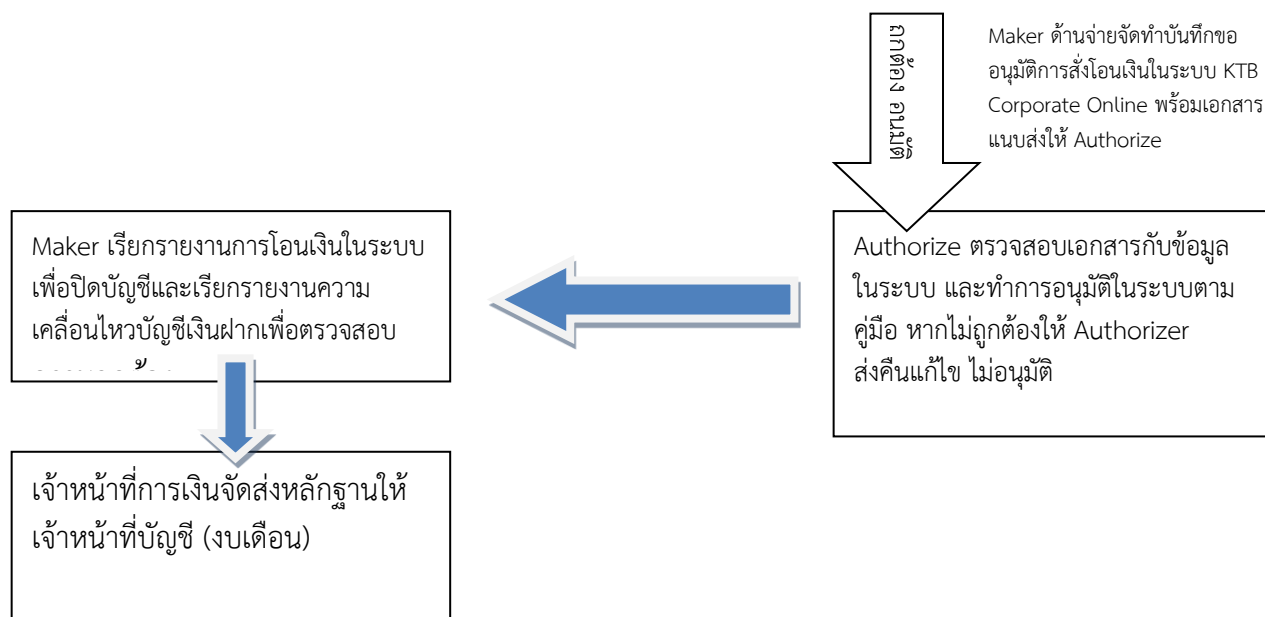 ถูกต้อง อนุมัติ
Maker ด้านจ่ายจัดทำบันทึกขอ
อนุมัติการสั่งโอนเงินในระบบ KTB
Corporate Online พร้อมเอกสาร
แนบส่งให้ Authorize
Authorize ตรวจสอบเอกสารกับข้อมูล
ในระบบ และทำการอนุมัติในระบบตาม
คู่มือ หากไม่ถูกต้องให้ Authorizer
ส่งคืนแก้ไข ไม่อนุมัติ
Maker เรียกรายงานการโอนเงินในระบบ
เพื่อปิดบัญชีและเรียกรายงานความ
เคลื่อนไหวบัญชีเงินฝากเพื่อตรวจสอบ
เจ้าหน้าที่การเงินจัดส่งหลักฐานให้
เจ้าหน้าที่บัญชี (งบเดือน)